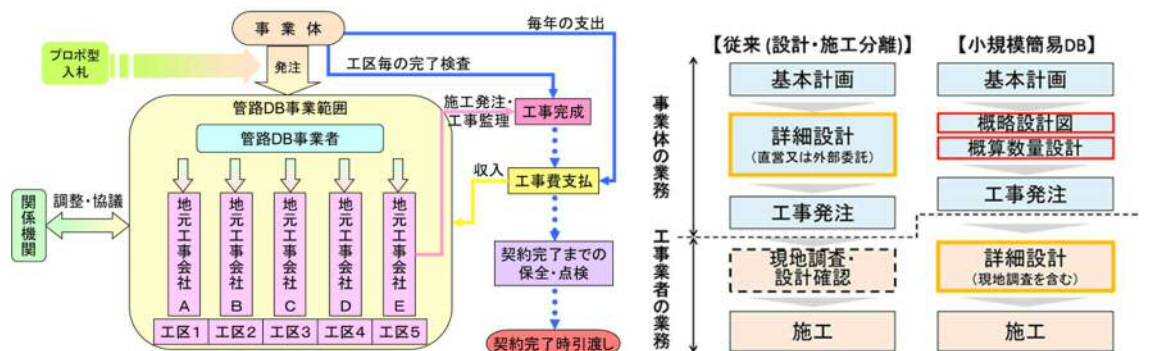 事業体
毎年の支出
プロポ型
入札
発注
工区毎の完了検査
管路DB事業範囲
管路DB事業者
施工発注・
工事監理
工事完成
収入
工事費支払
関係機関
調整・協議
地元工事会社A
地元工事会社B
地元工事会社C
地元工事会社D
地元工事会社E
工区1
工区2
工区3
工区4
工区5
契約完了までの
保全・点検
契約完了時引渡し
事業体の業務
工事業者の業務
【従来(設計・施工分離)】
基本計画
詳細設計
(直営又は外部委託)
工事発注
現地調査・
設計確認
施工
【小規模簡易DB】
基本計画
概略設計図
概算数量設計
工事発注
詳細設計
(現地調査を含む)
施工